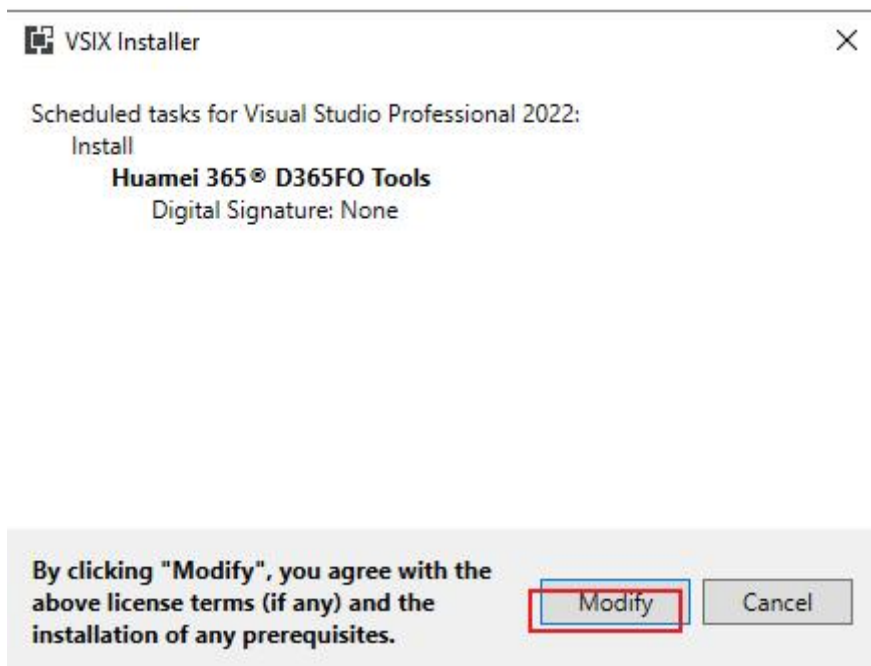 VSIX Installer
Scheduled tasks for Visual Studio Professional 2022:
Install
Huamei 365® D365FO Tools
Digital Signature: None
By clicking "Modify", you agree with the
above license terms (if any) and the
installation of any prerequisites.
Modify
Cancel